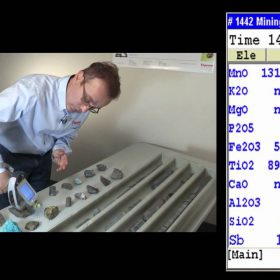 # 1442 Mining
Time 14
Ele
MnO 131
K2O n
MgO n
P2O5
Fe2O3 5
TiO2 89
CaO n
Al2O3
SiO2
Sb 1
[Main]